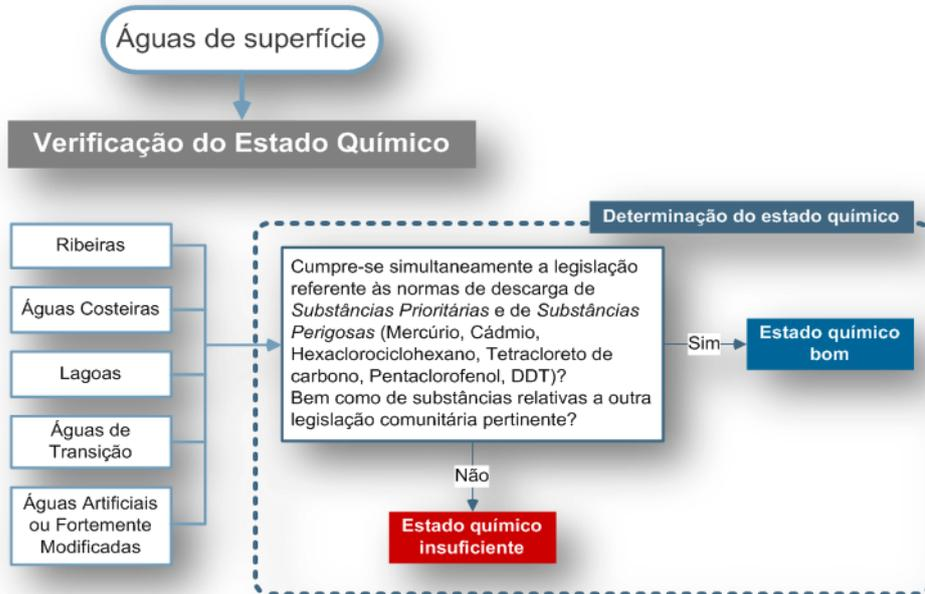 Águas de superfície
Verificação do Estado Químico
Determinação do estado químico
Ribeiras
Águas Costeiras
Lagoas
Águas de
Transição
Águas Artificiais
ou Fortemente
Modificadas
Cumpre-se simultaneamente a legislação
referente às normas de descarga de
Substâncias Prioritárias e de Substâncias
Perigosas (Mercúrio, Cádmio,
Hexaclorociclohexano, Tetracloreto de
carbono, Pentaclorofenol, DDT)?
Bem como de substâncias relativas a outra
legislação comunitária pertinente?
Sim
Estado químico
bom
Não
Estado químico
insuficiente